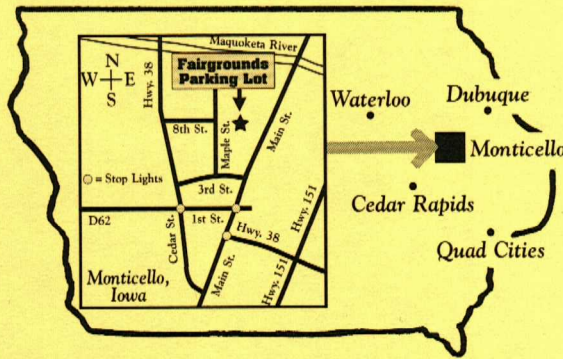 Maquoketa River
N
W E
S
Hwy. 38
Fairgrounds
Parking Lot
8th St.
Maple St.
Main St.
= Stop Lights
3rd St.
D62
Cedar St.
1st St.
Hwy. 38
Hwy. 151
Main St.
Hwy. 151
Monticello,
Iowa
Waterloo
Dubuque
Monticello
Cedar Rapids
Quad Cities